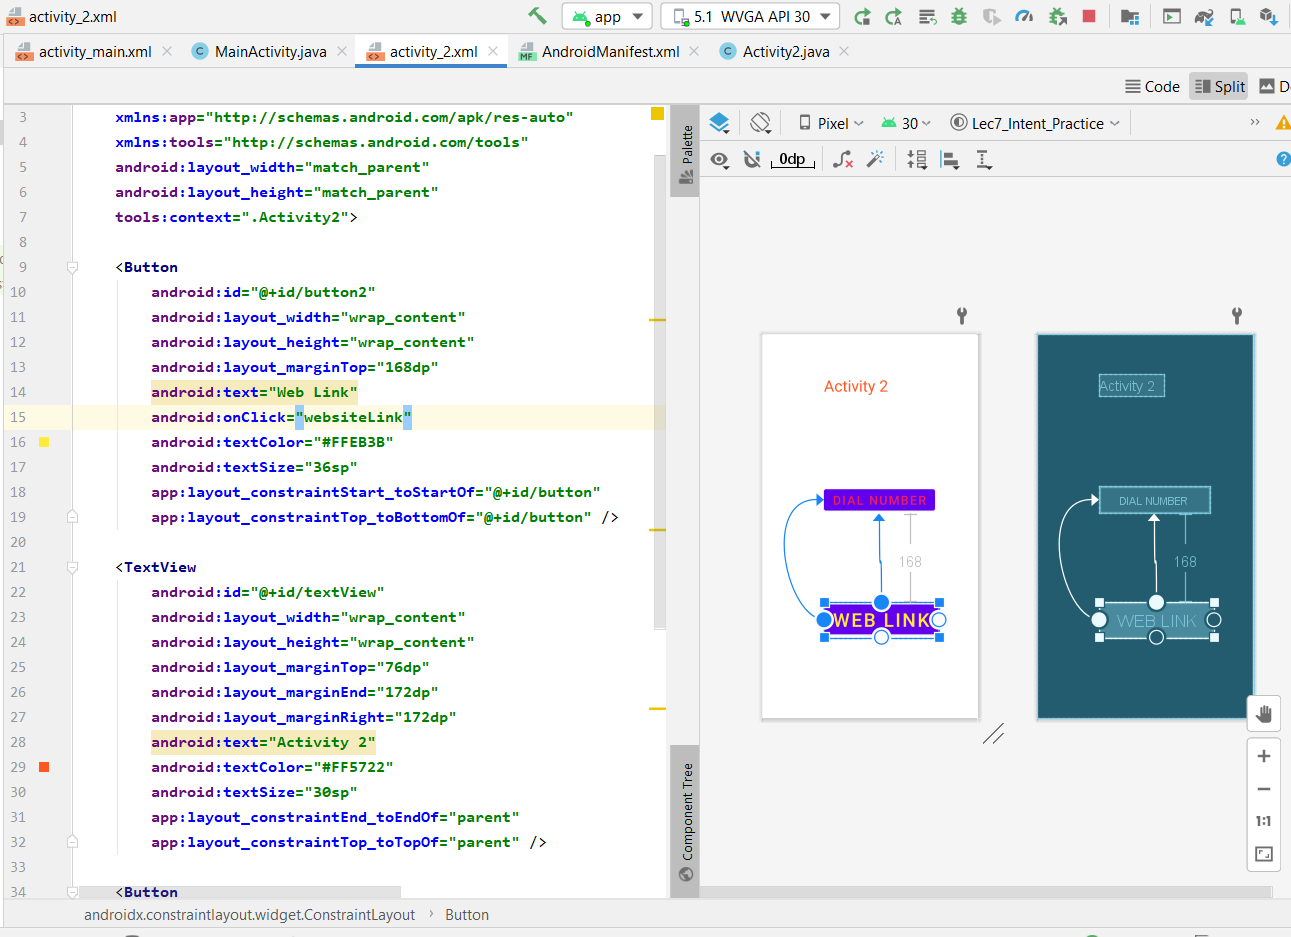 activity_2.xml
app
5.1 WVGA API 30
activity_main.xml
MainActivity.java
activity_2.xml
AndroidManifest.xml
Activity2.java
Code
Split
3 xmlns:app="http://schemas.android.com/apk/res-auto"
4 xmlns:tools="http://schemas.android.com/tools"
5 android:layout_width="match_parent"
6 android:layout_height="match_parent"
7 tools:context=".Activity2">
8
9 <Button
10 android:id="@+id/button2"
11 android:layout_width="wrap_content"
12 android:layout_height="wrap_content"
13 android:layout_marginTop="168dp"
14 android:text="Web Link"
15 android:onClick="websiteLink"
16 android:textColor="#FFEB3B"
17 android:textSize="36sp"
18 app:layout_constraintStart_toStartOf="@+id/button"
19 app:layout_constraintTop_toBottomOf="@+id/button" />
20
21 <TextView
22 android:id="@+id/textView"
23 android:layout_width="wrap_content"
24 android:layout_height="wrap_content"
25 android:layout_marginTop="76dp"
26 android:layout_marginEnd="172dp"
27 android:layout_marginRight="172dp"
28 android:text="Activity 2"
29 android:textColor="#FF5722"
30 android:textSize="30sp"
31 app:layout_constraintEnd_toEndOf="parent"
32 app:layout_constraintTop_toTopOf="parent" />
33
34 <Button
Palette
Component Tree
Pixel
30
Lec7_Intent_Practice
0dp
Activity 2
DIAL NUMBER
168
WEB LINK
Activity 2
DIAL NUMBER
168
WEB LINK
1:1
androidx.constraintlayout.widget.ConstraintLayout › Button